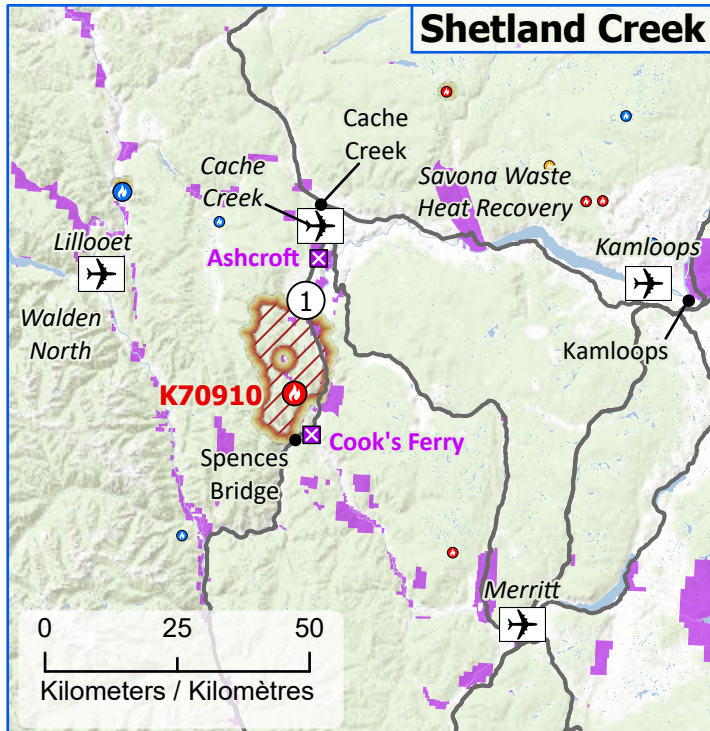 Shetland Creek
Cache
Creek
Cache
Creek
Savona Waste
Heat Recovery
Lillooet
Ashcroft
Kamloops
1
Walden
North
Kamloops
K70910
Cook's Ferry
Spences
Bridge
Merritt
0 25 50
Kilometers / Kilomètres